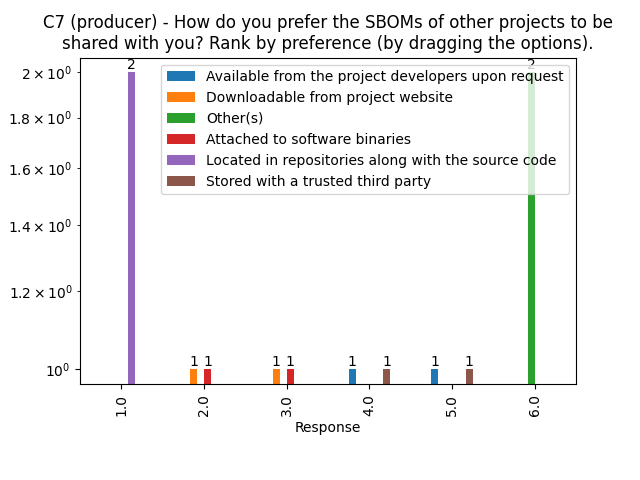 C7 (producer) - How do you prefer the SBOMs of other projects to be
shared with you? Rank by preference (by dragging the options).
2 2
2 × 10⁰
Available from the project developers upon request
Downloadable from project website
1.8 × 10⁰
Other(s)
Attached to software binaries
1.6 × 10⁰
Located in repositories along with the source code
Stored with a trusted third party
1.4 × 10⁰
1.2 × 10⁰
1 1 1 1 1 1 1 1
10⁰
1.0 2.0 3.0 4.0 5.0 6.0
Response